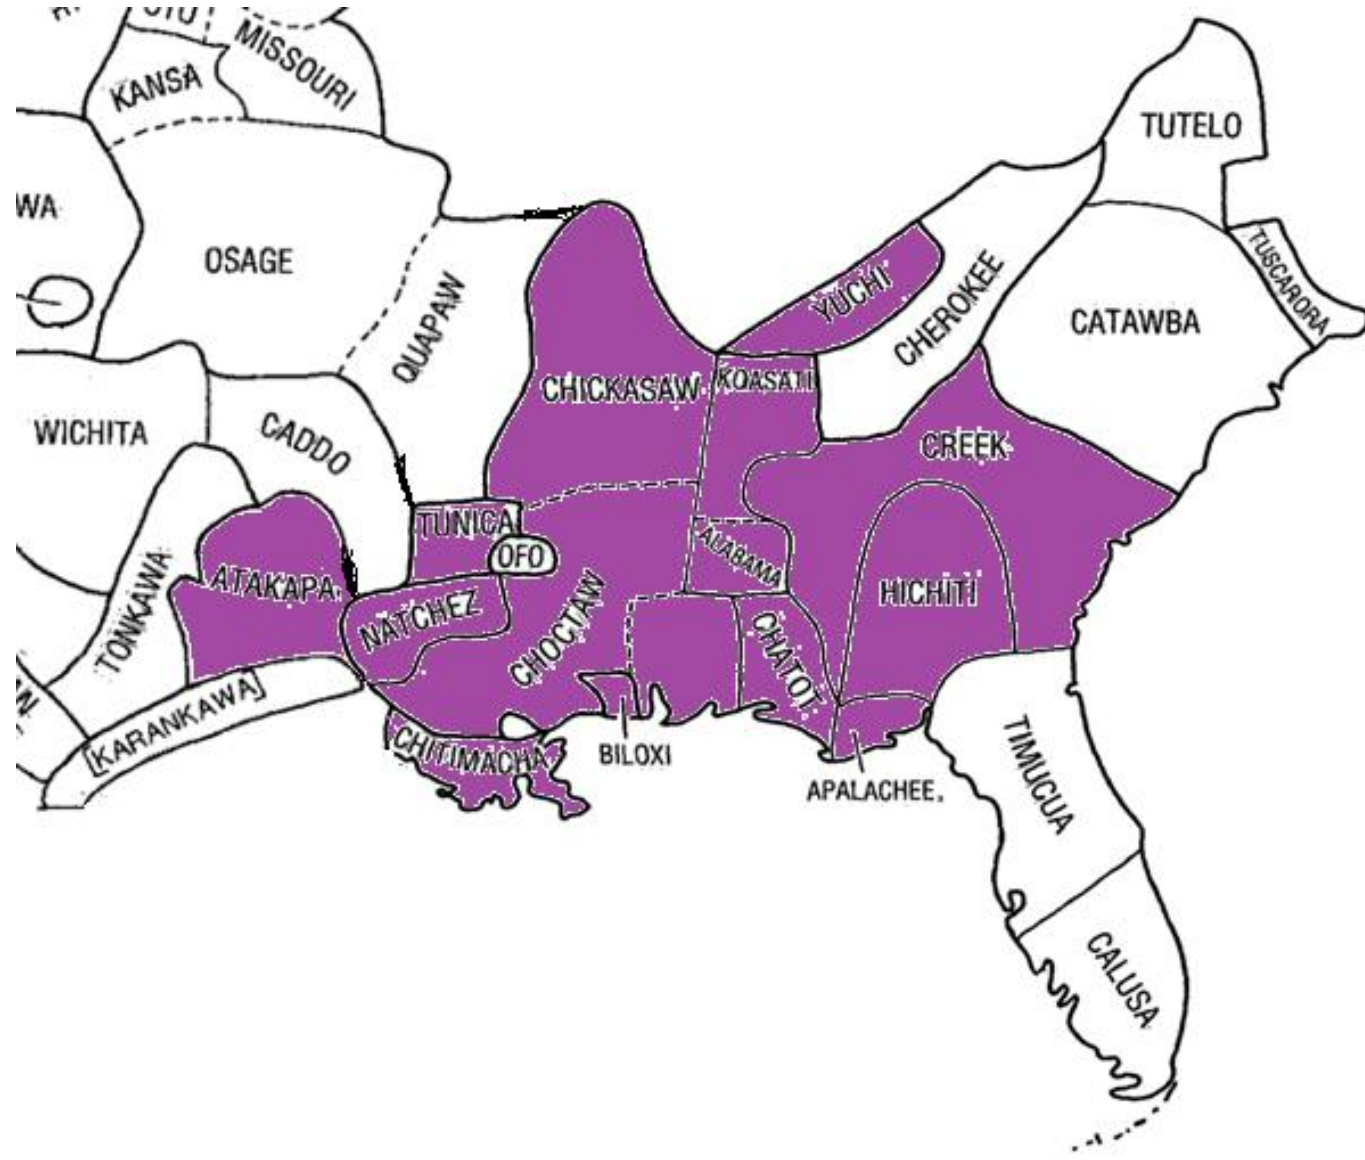 MISSOURI
KANSA
TUTELO
WA
OSAGE
TUSCARORA
YUCHI
QUAPAW
CHEROKEE
CATAWBA
CHICKASAW
KOASATI
WICHITA
CADDO
CREEK
TUNICA
ALABAMA
OFO
ATAKAPA
TONKAWA
NATCHEZ
CHOCTAW
HICHITI
CHATOT
KARANKAWA
CHITIMACHA
BILOXI
TIMUCUA
APALACHEE.
CALUSA